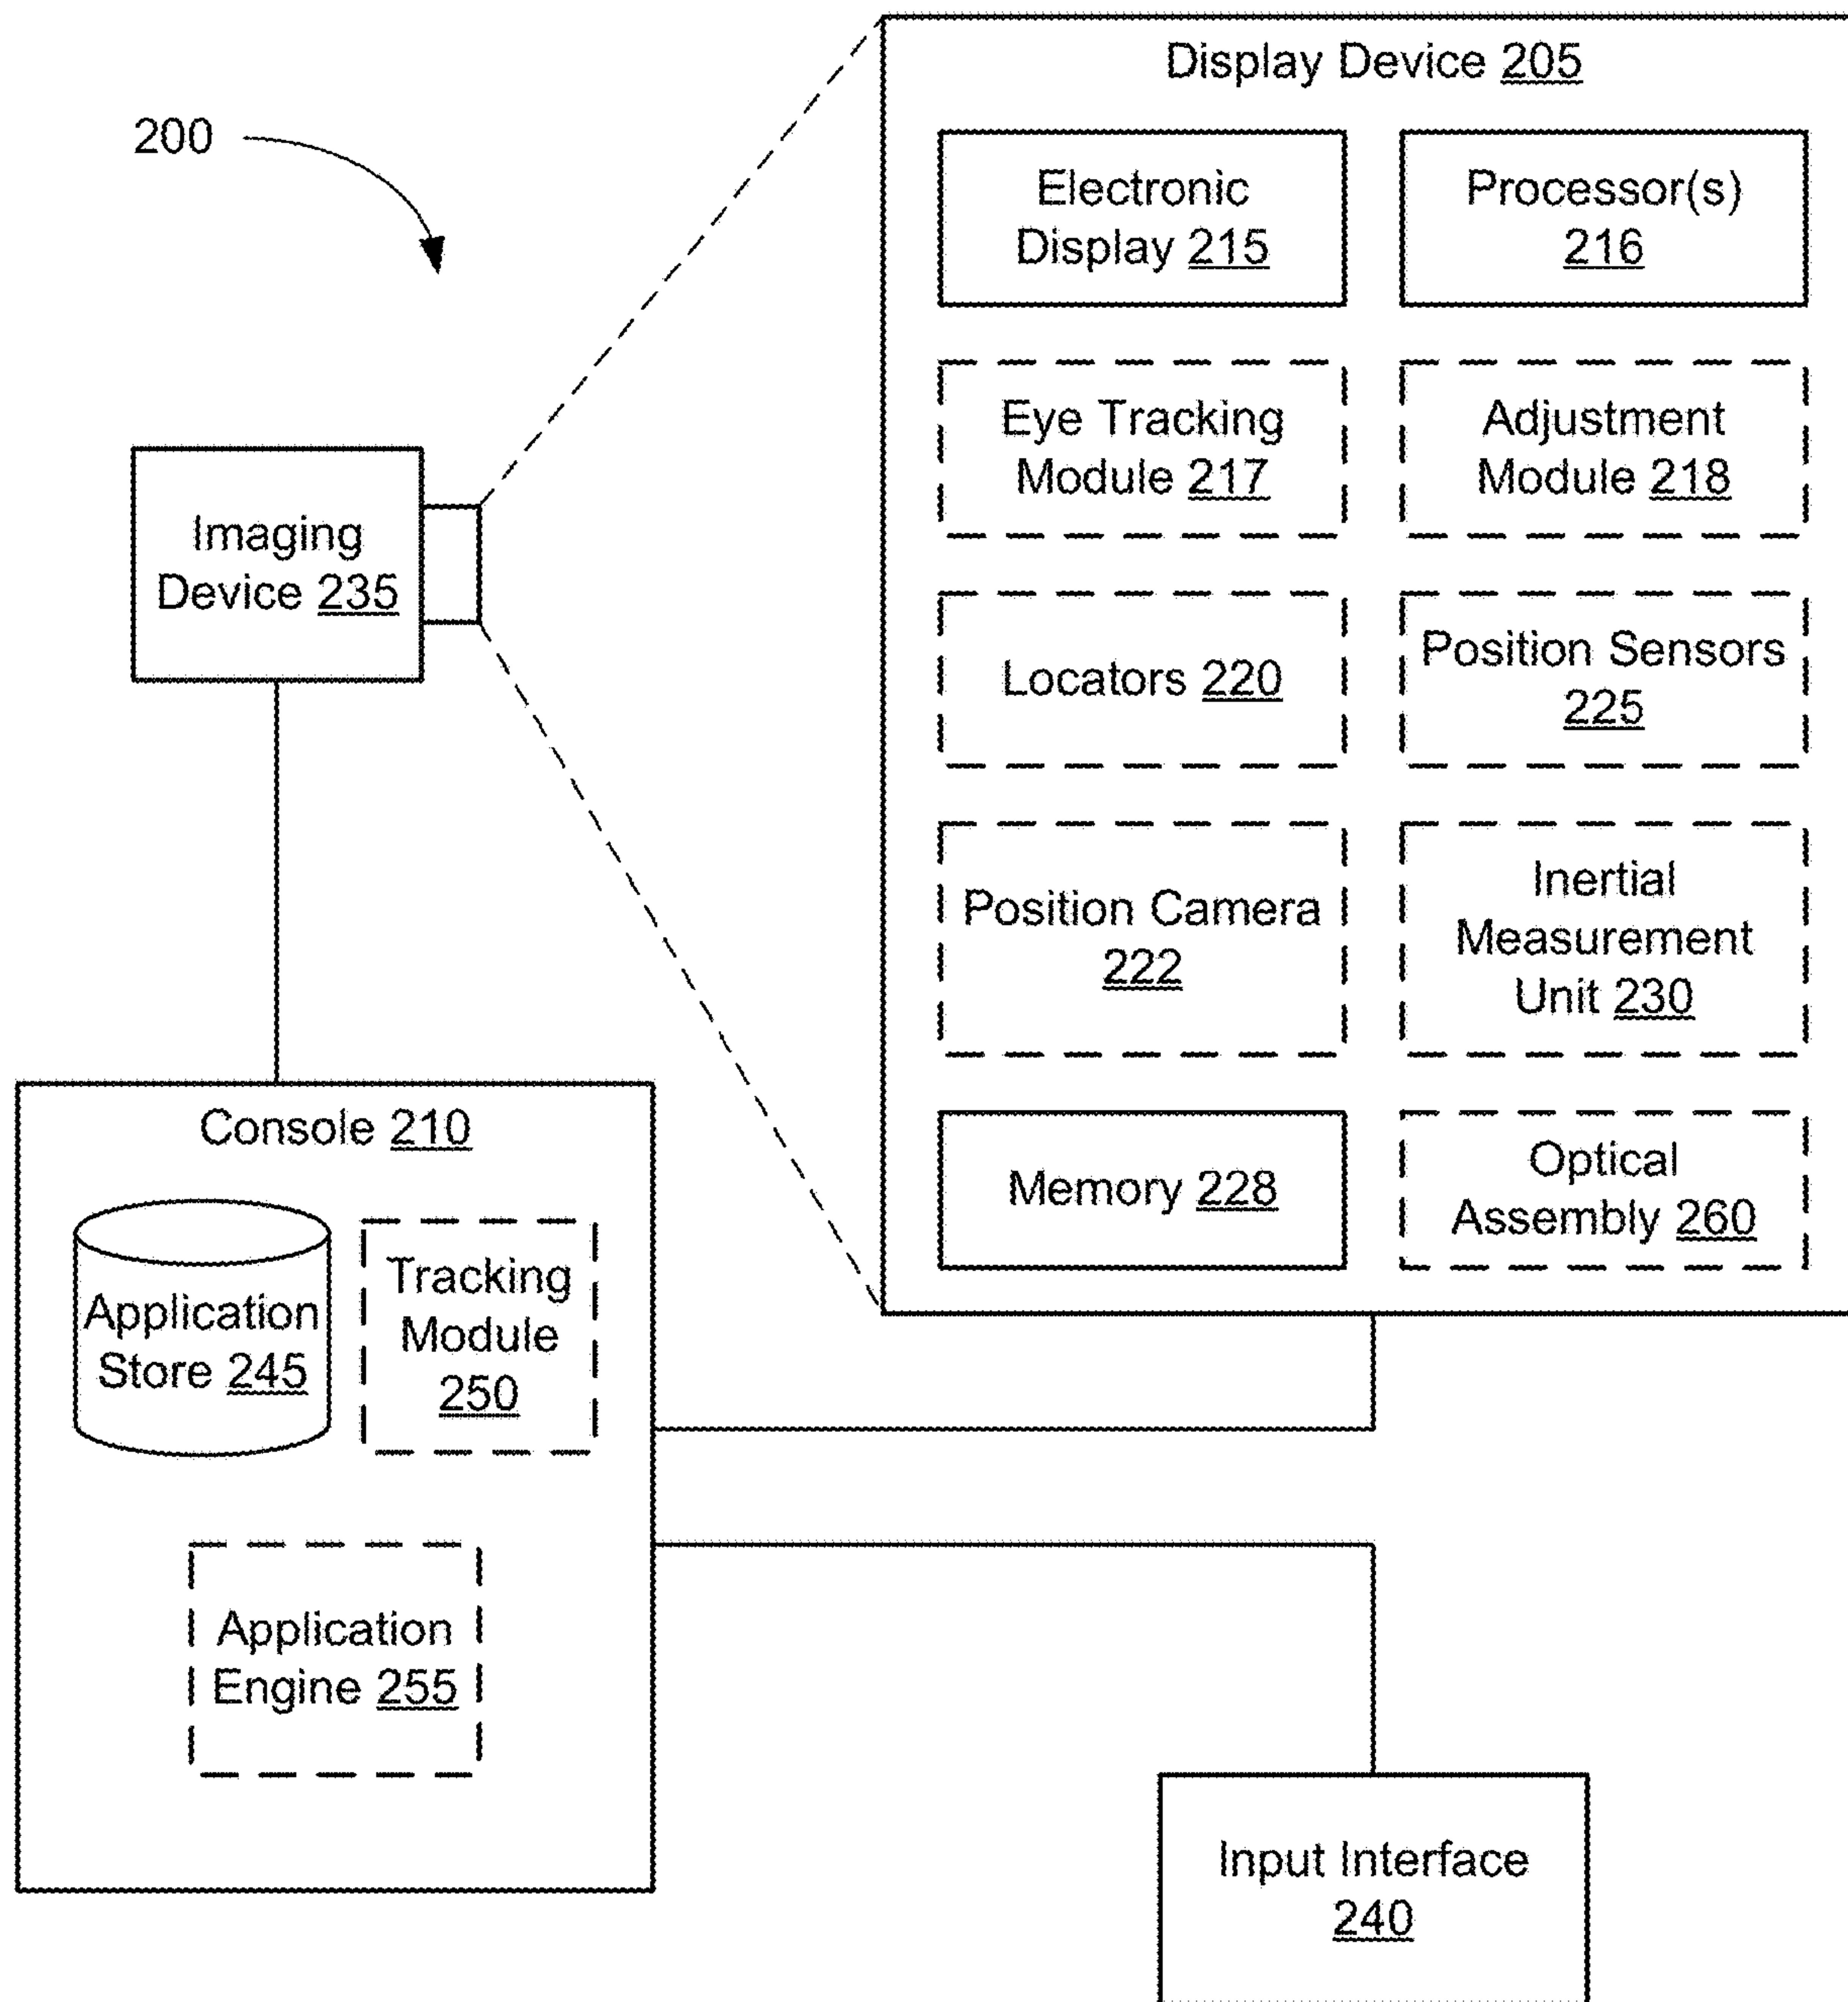 200
Display Device 205
Electronic
Display 215
Processor(s)
216
Eye Tracking
Module 217
Adjustment
Module 218
Locators 220
Position Sensors
225
Position Camera
222
Inertial
Measurement
Unit 230
Memory 228
Optical
Assembly 260
Imaging
Device 235
Console 210
Application
Store 245
Tracking
Module
250
Application
Engine 255
Input Interface
240